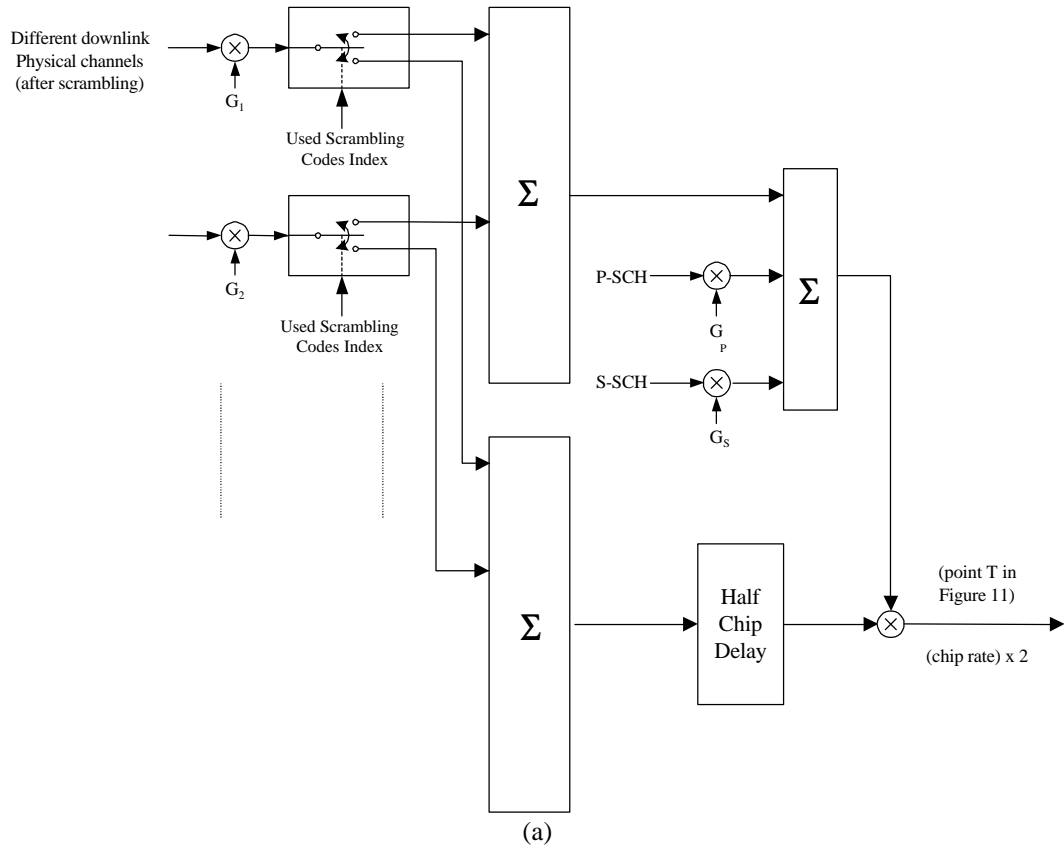 Different downlink
Physical channels
(after scrambling)
×
G1
Used Scrambling
Codes Index
Σ
×
G2
Used Scrambling
Codes Index
P-SCH
×
GP
Σ
S-SCH
×
GS
Σ
Half
Chip
Delay
×
(point T in
Figure 11)
(chip rate) x 2
(a)